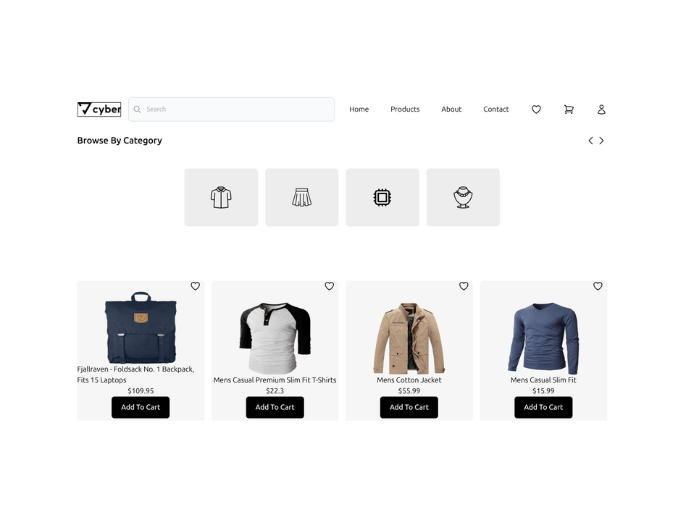 cyber
Search
Home Products About Contact
Browse By Category
Fjallraven - Foldsack No. 1 Backpack,
Fits 15 Laptops
$109.95
Add To Cart
Mens Casual Premium Slim Fit T-Shirts
$22.3
Add To Cart
Mens Cotton Jacket
$55.99
Add To Cart
Mens Casual Slim Fit
$15.99
Add To Cart